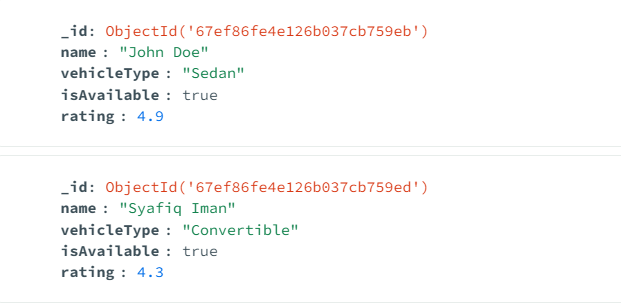 _id: ObjectId('67ef86fe4e126b037cb759eb')
name : "John Doe"
vehicleType : "Sedan"
isAvailable : true
rating : 4.9
_id: ObjectId('67ef86fe4e126b037cb759ed')
name : "Syafiq Iman"
vehicleType : "Convertible"
isAvailable : true
rating : 4.3